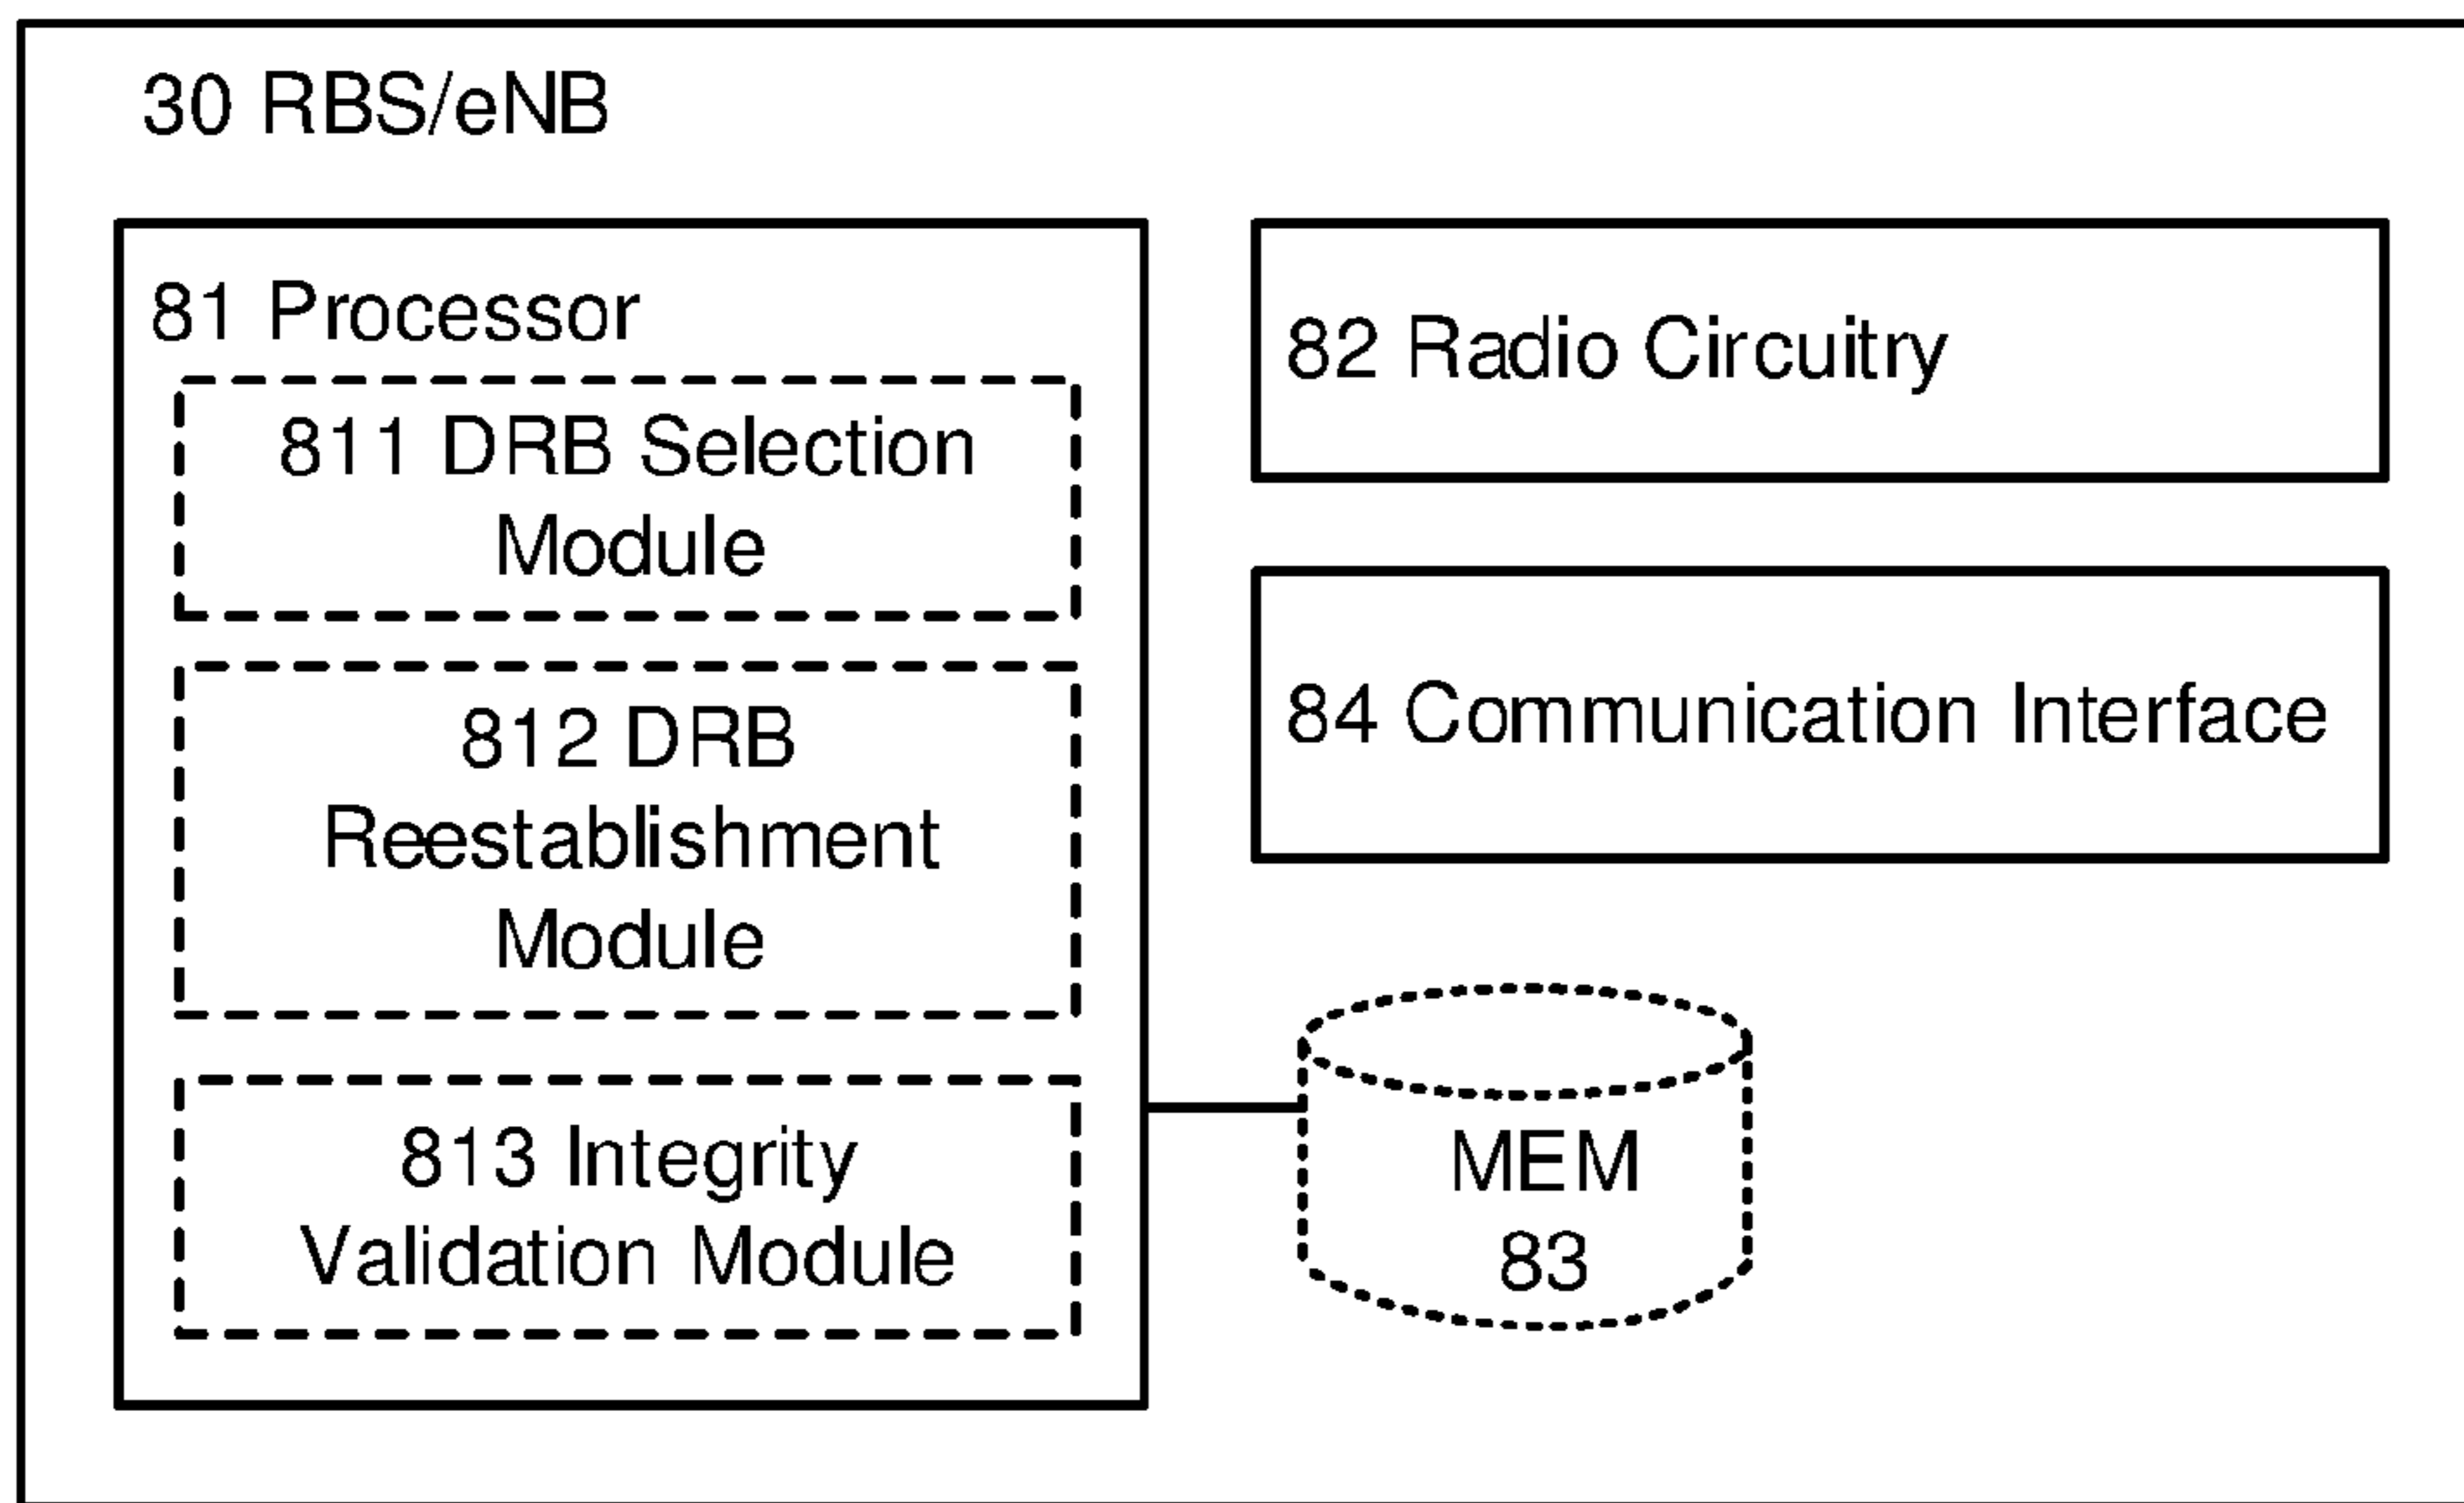 30 RBS/eNB
81 Processor
811 DRB Selection
Module
812 DRB
Reestablishment
Module
813 Integrity
Validation Module
82 Radio Circuitry
84 Communication Interface
MEM
83